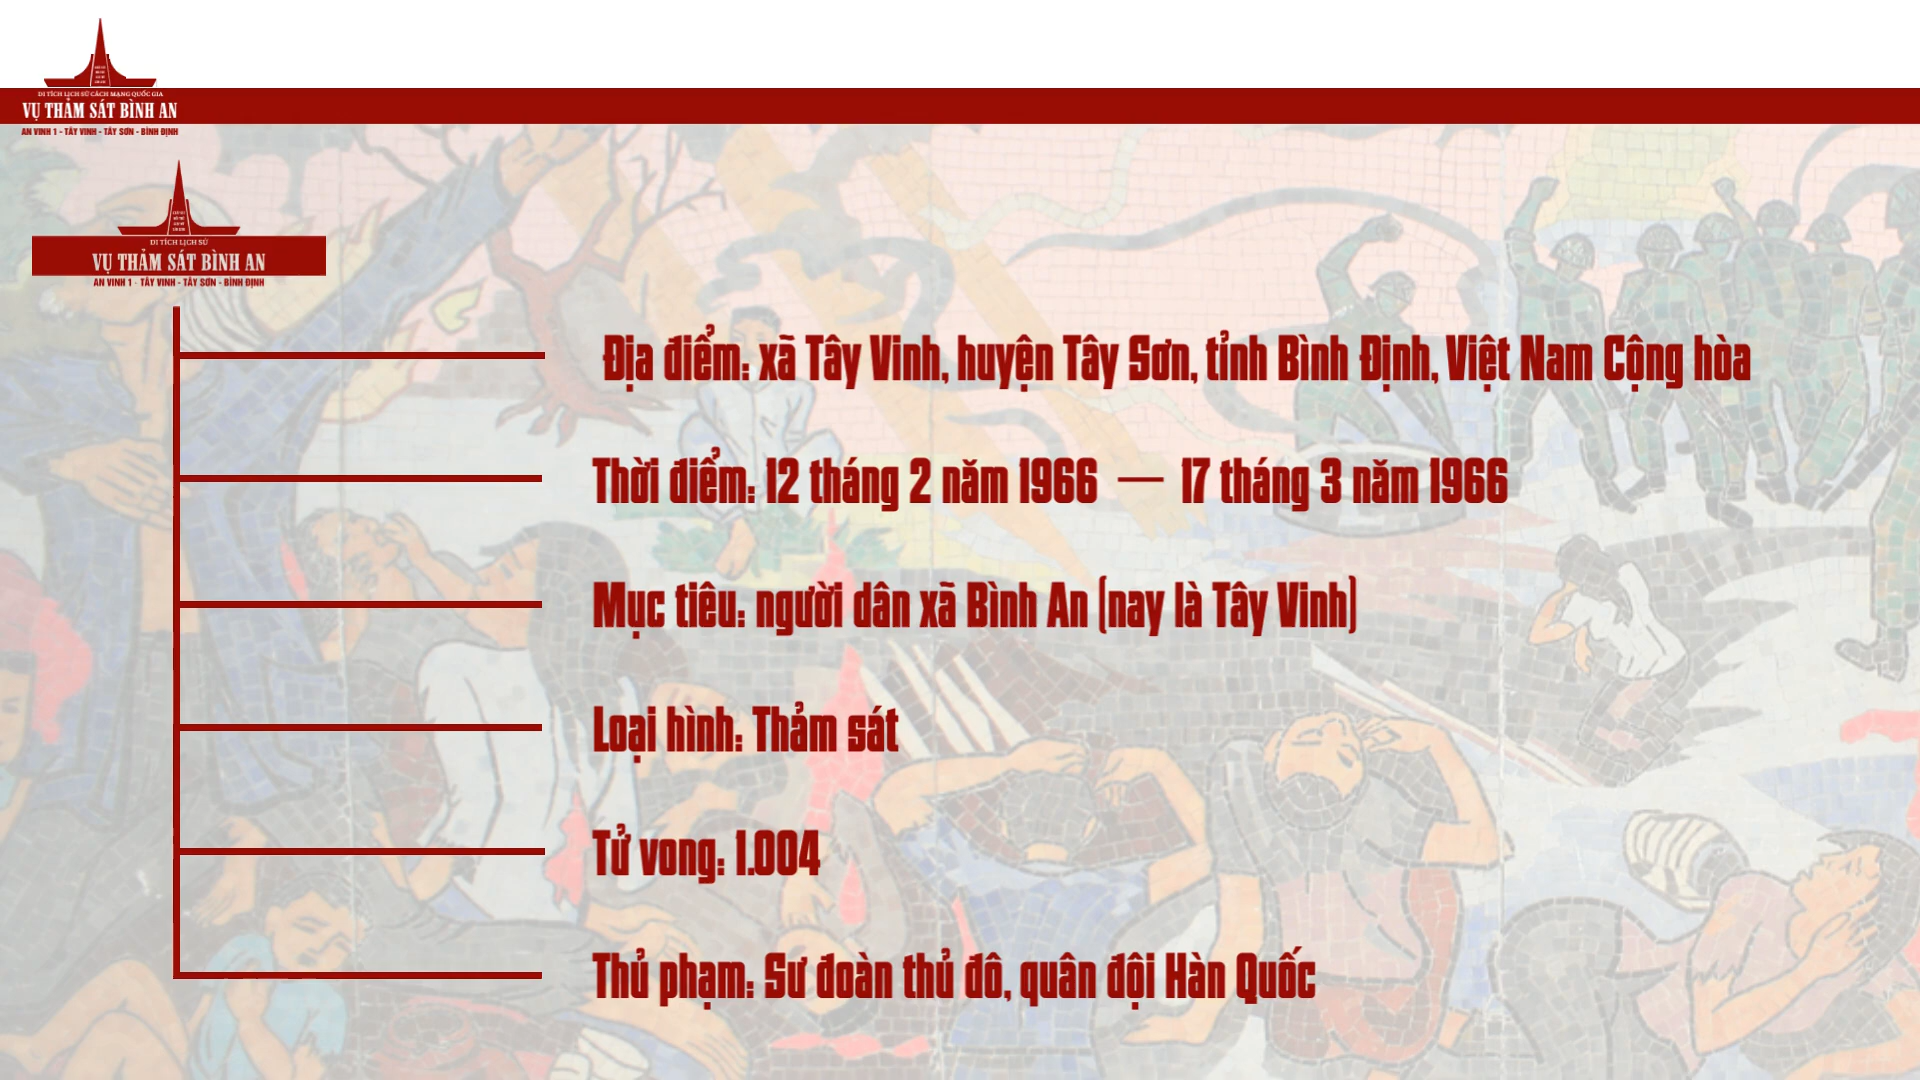 DI TÍCH LỊCH SỬ CÁCH MẠNG QUỐC GIA
VỤ THẢM SÁT BÌNH AN
AN VINH 1 - TÂY VINH - TÂY SƠN - BÌNH ĐỊNH
DI TÍCH LỊCH SỬ
VỤ THẢM SÁT BÌNH AN
AN VINH 1 - TÂY VINH - TÂY SƠN - BÌNH ĐỊNH
Địa điểm: xã Tây Vinh, huyện Tây Sơn, tỉnh Bình Định, Việt Nam Cộng hòa
Thời điểm: 12 tháng 2 năm 1966 — 17 tháng 3 năm 1966
Mục tiêu: người dân xã Bình An (nay là Tây Vinh)
Loại hình: Thảm sát
Tử vong: 1.004
Thủ phạm: Sư đoàn thủ đô, quân đội Hàn Quốc